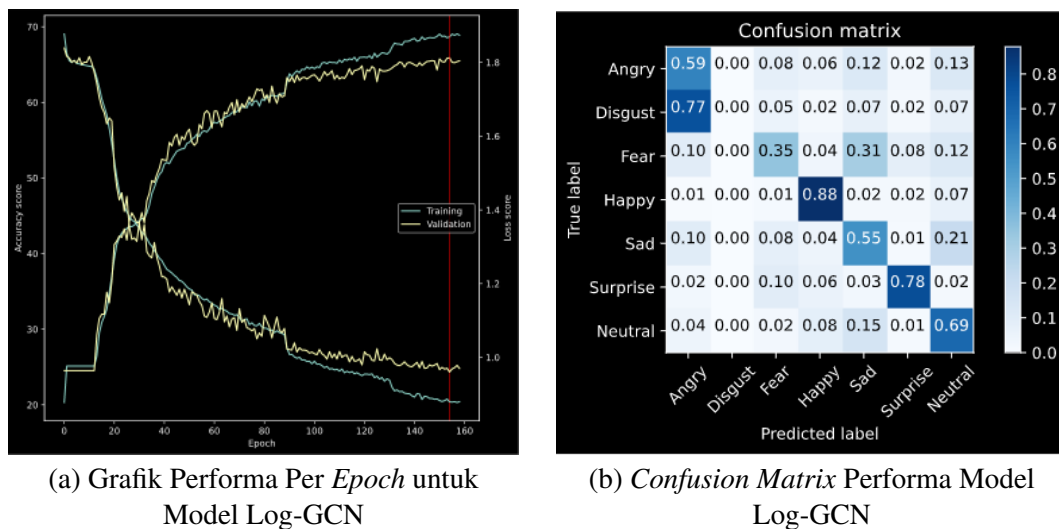 70
65
60
55
50
45
40
35
30
25
20
Accuracy score
0
20
40
60
80
100
120
140
160
Epoch
1.8
1.6
1.4
1.2
1.0
Loss score
Training
Validation
(a) Grafik Performa Per Epoch untuk
Model Log-GCN
Confusion matrix
True label
Angry 0.59 0.00 0.08 0.06 0.12 0.02 0.13
Disgust 0.77 0.00 0.05 0.02 0.07 0.02 0.07
Fear 0.10 0.00 0.35 0.04 0.31 0.08 0.12
Happy 0.01 0.00 0.01 0.88 0.02 0.02 0.07
Sad 0.10 0.00 0.08 0.04 0.55 0.01 0.21
Surprise 0.02 0.00 0.10 0.06 0.03 0.78 0.02
Neutral 0.04 0.00 0.02 0.08 0.15 0.01 0.69
Angry Disgust Fear Happy Sad Surprise Neutral
Predicted label
0.8
0.7
0.6
0.5
0.4
0.3
0.2
0.1
0.0
(b) Confusion Matrix Performa Model
Log-GCN